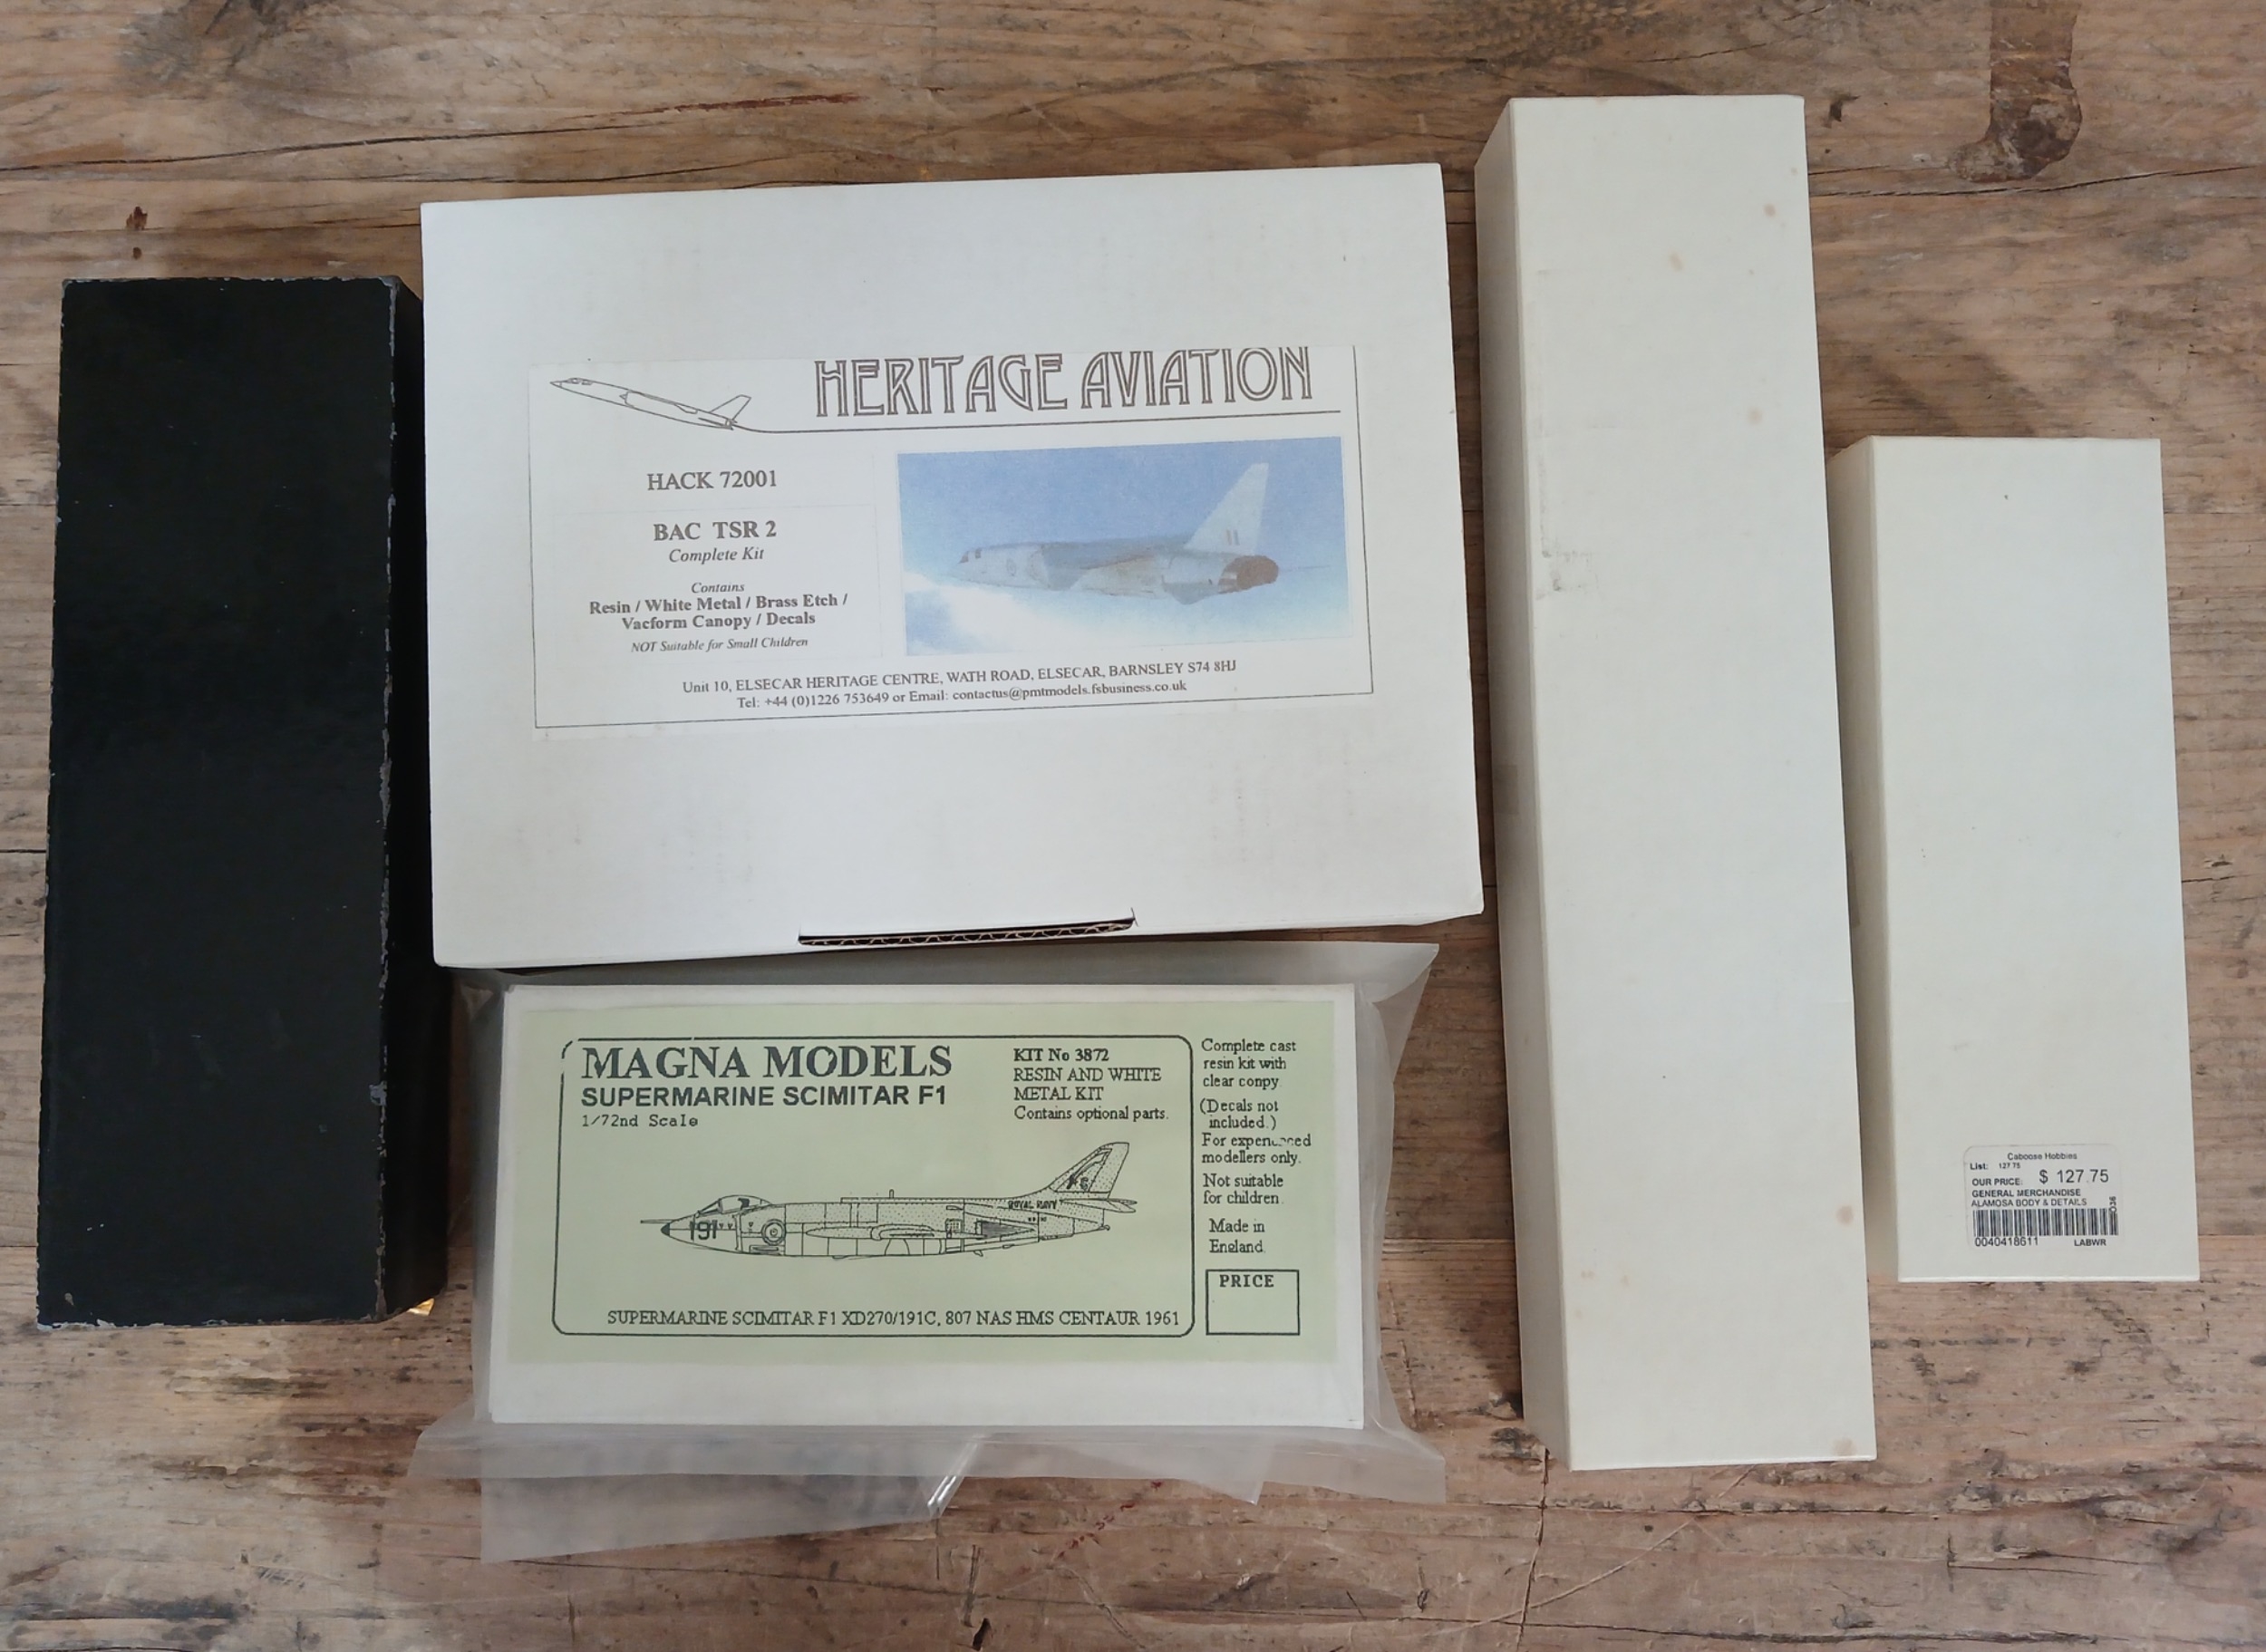 HERITAGE AVIATION
HACK 72001
BAC TSR 2
Complete Kit
Contains
Resin / White Metal / Brass Etch /
Vacform Canopy / Decals
NOT Suitable for Small Children
Unit 10, ELSECAR HERITAGE CENTRE, WATH ROAD, ELSECAR, BARNSLEY S74 8HJ
Tel: +44 (0)1226 753649 or Email: contactus@pmtmodels.fsbusiness.co.uk
MAGNA MODELS
SUPERMARINE SCIMITAR F1
1/72nd Scale
KIT No 3872
RESIN AND WHITE
METAL KIT
Contains optional parts.
ROYAL NAVY
191
SUPERMARINE SCIMITAR F1 XD270/191C, 807 NAS HMS CENTAUR 1961
Complete cast
resin kit with
clear conpy.
(Decals not
included.)
For experienced
modellers only.
Not suitable
for children.
Made in
England.
PRICE
Caboose Hobbies
List: 127.75
OUR PRICE: $ 127.75
GENERAL MERCHANDISE
ALAMOSA BODY & DETAILS
0040418611 LABWR